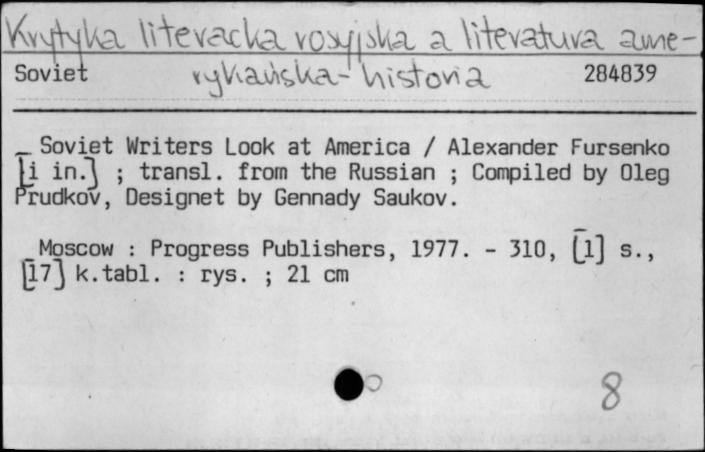 Krytyka literacka rosyjska a literatura ame-
rykańska - historia
Soviet 284839
Soviet Writers Look at America / Alexander Fursenko
[i in.] ; transl. from the Russian ; Compiled by Oleg
Prudkov, Designet by Gennady Saukov.
Moscow : Progress Publishers, 1977. - 310, [1] s.,
[17] k.tabl. : rys. ; 21 cm
8